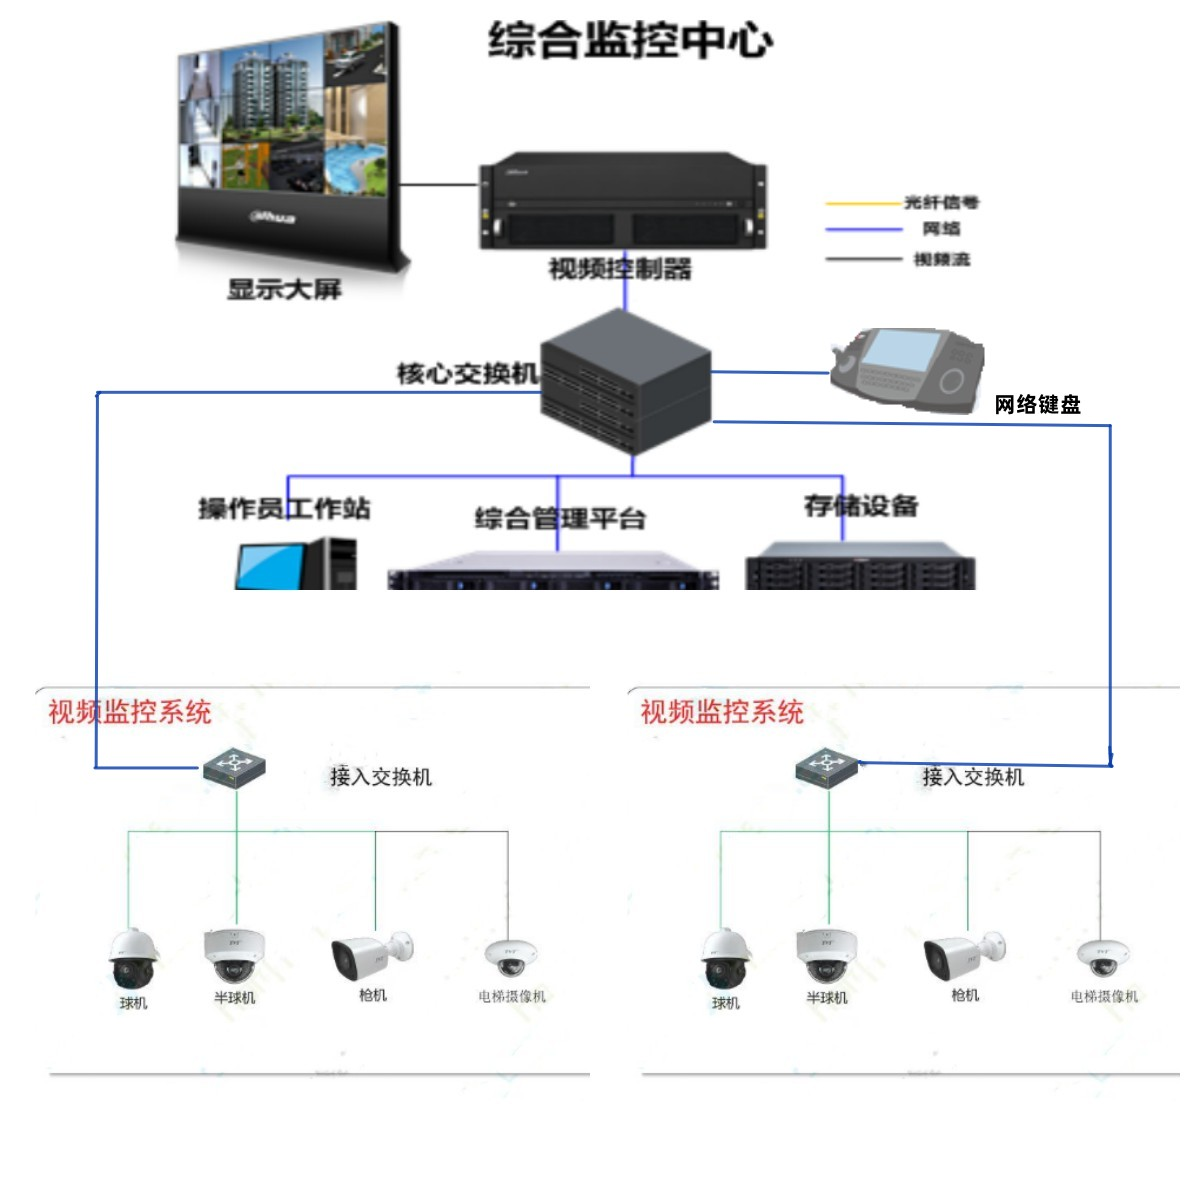 综合监控中心
alhua
显示大屏
视频控制器
光纤信号
网络
视频流
核心交换机
网络键盘
操作员工作站
综合管理平台
存储设备
视频监控系统
接入交换机
球机
半球机
枪机
电梯摄像机
视频监控系统
接入交换机
球机
半球机
枪机
电梯摄像机